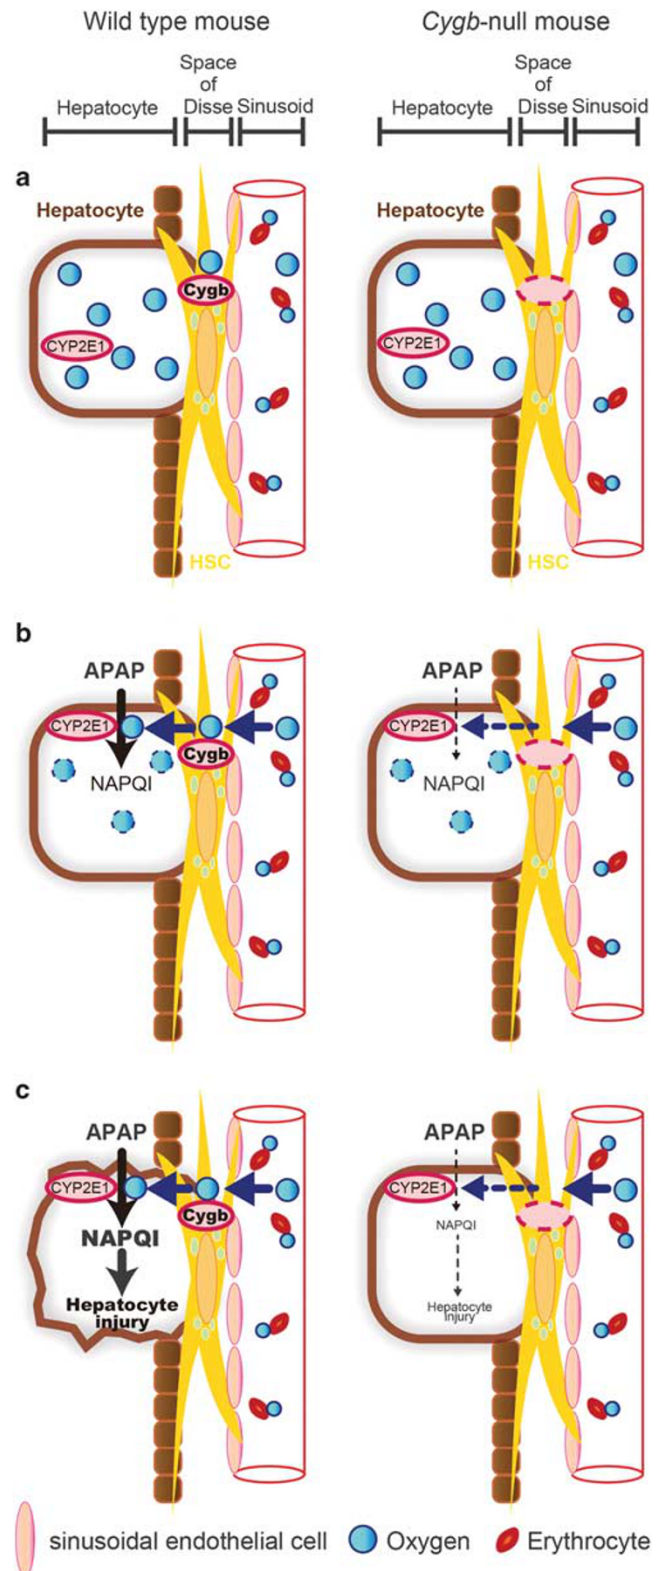 Wild type mouse
Cygb-null mouse
Space
of
Hepatocyte Disse Sinusoid
Space
of
Hepatocyte Disse Sinusoid
a
Hepatocyte
Cygb
CYP2E1
HSC
Hepatocyte
CYP2E1
HSC
b
APAP
CYP2E1
Cygb
NAPQI
APAP
CYP2E1
NAPQI
c
APAP
CYP2E1
Cygb
NAPQI
Hepatocyte
injury
APAP
CYP2E1
NAPQI
Hepatocyte
Injury
sinusoidal endothelial cell Oxygen Erythrocyte